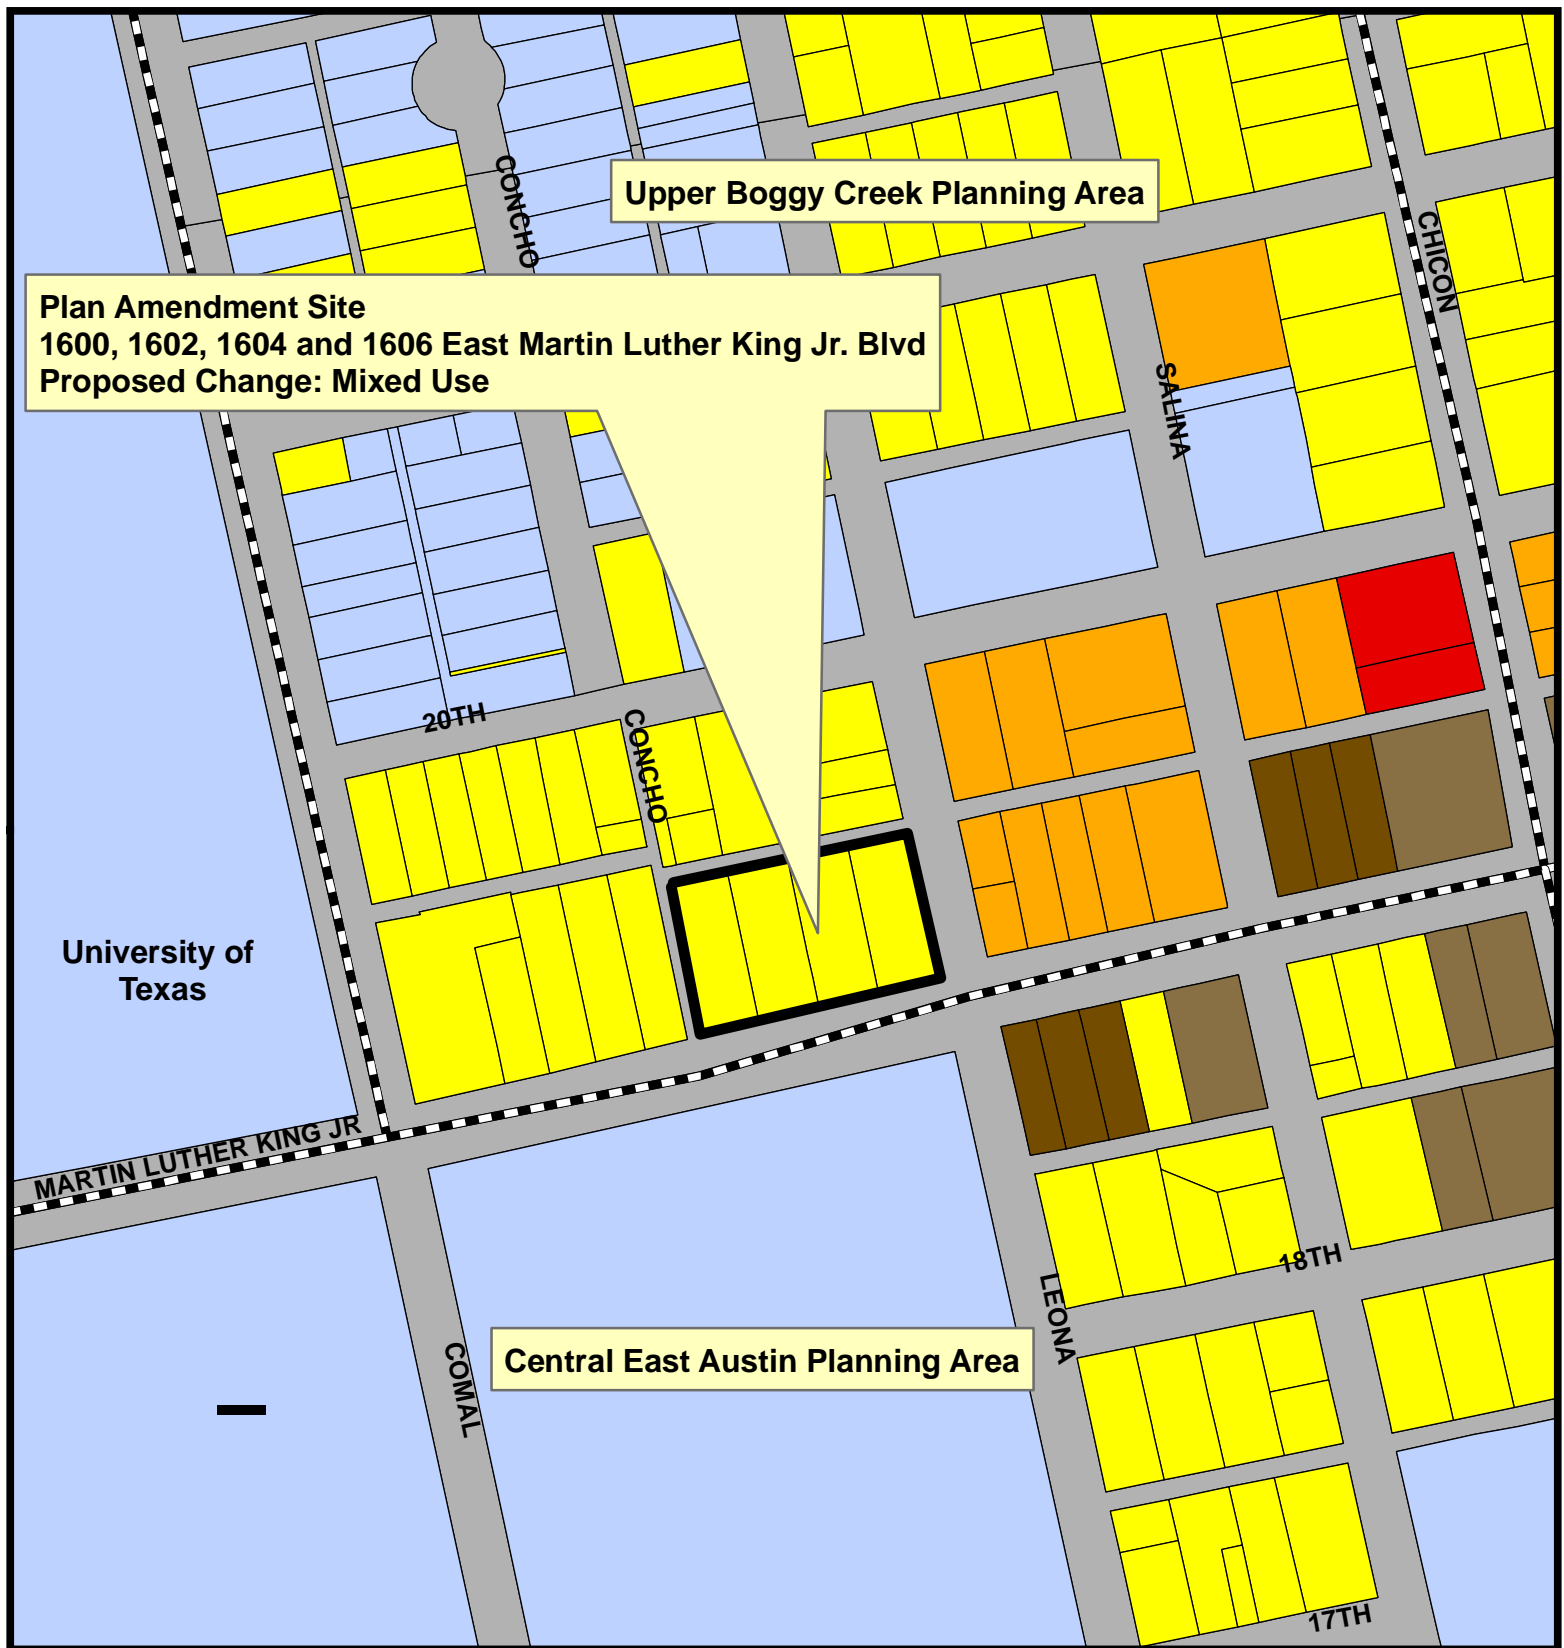 CONCHO
Upper Boggy Creek Planning Area
CHICON
Plan Amendment Site
1600, 1602, 1604 and 1606 East Martin Luther King Jr. Blvd
Proposed Change: Mixed Use
SALINA
20TH
CONCHO
University of
Texas
MARTIN LUTHER KING JR
18TH
LEONA
Central East Austin Planning Area
COMAL
17TH